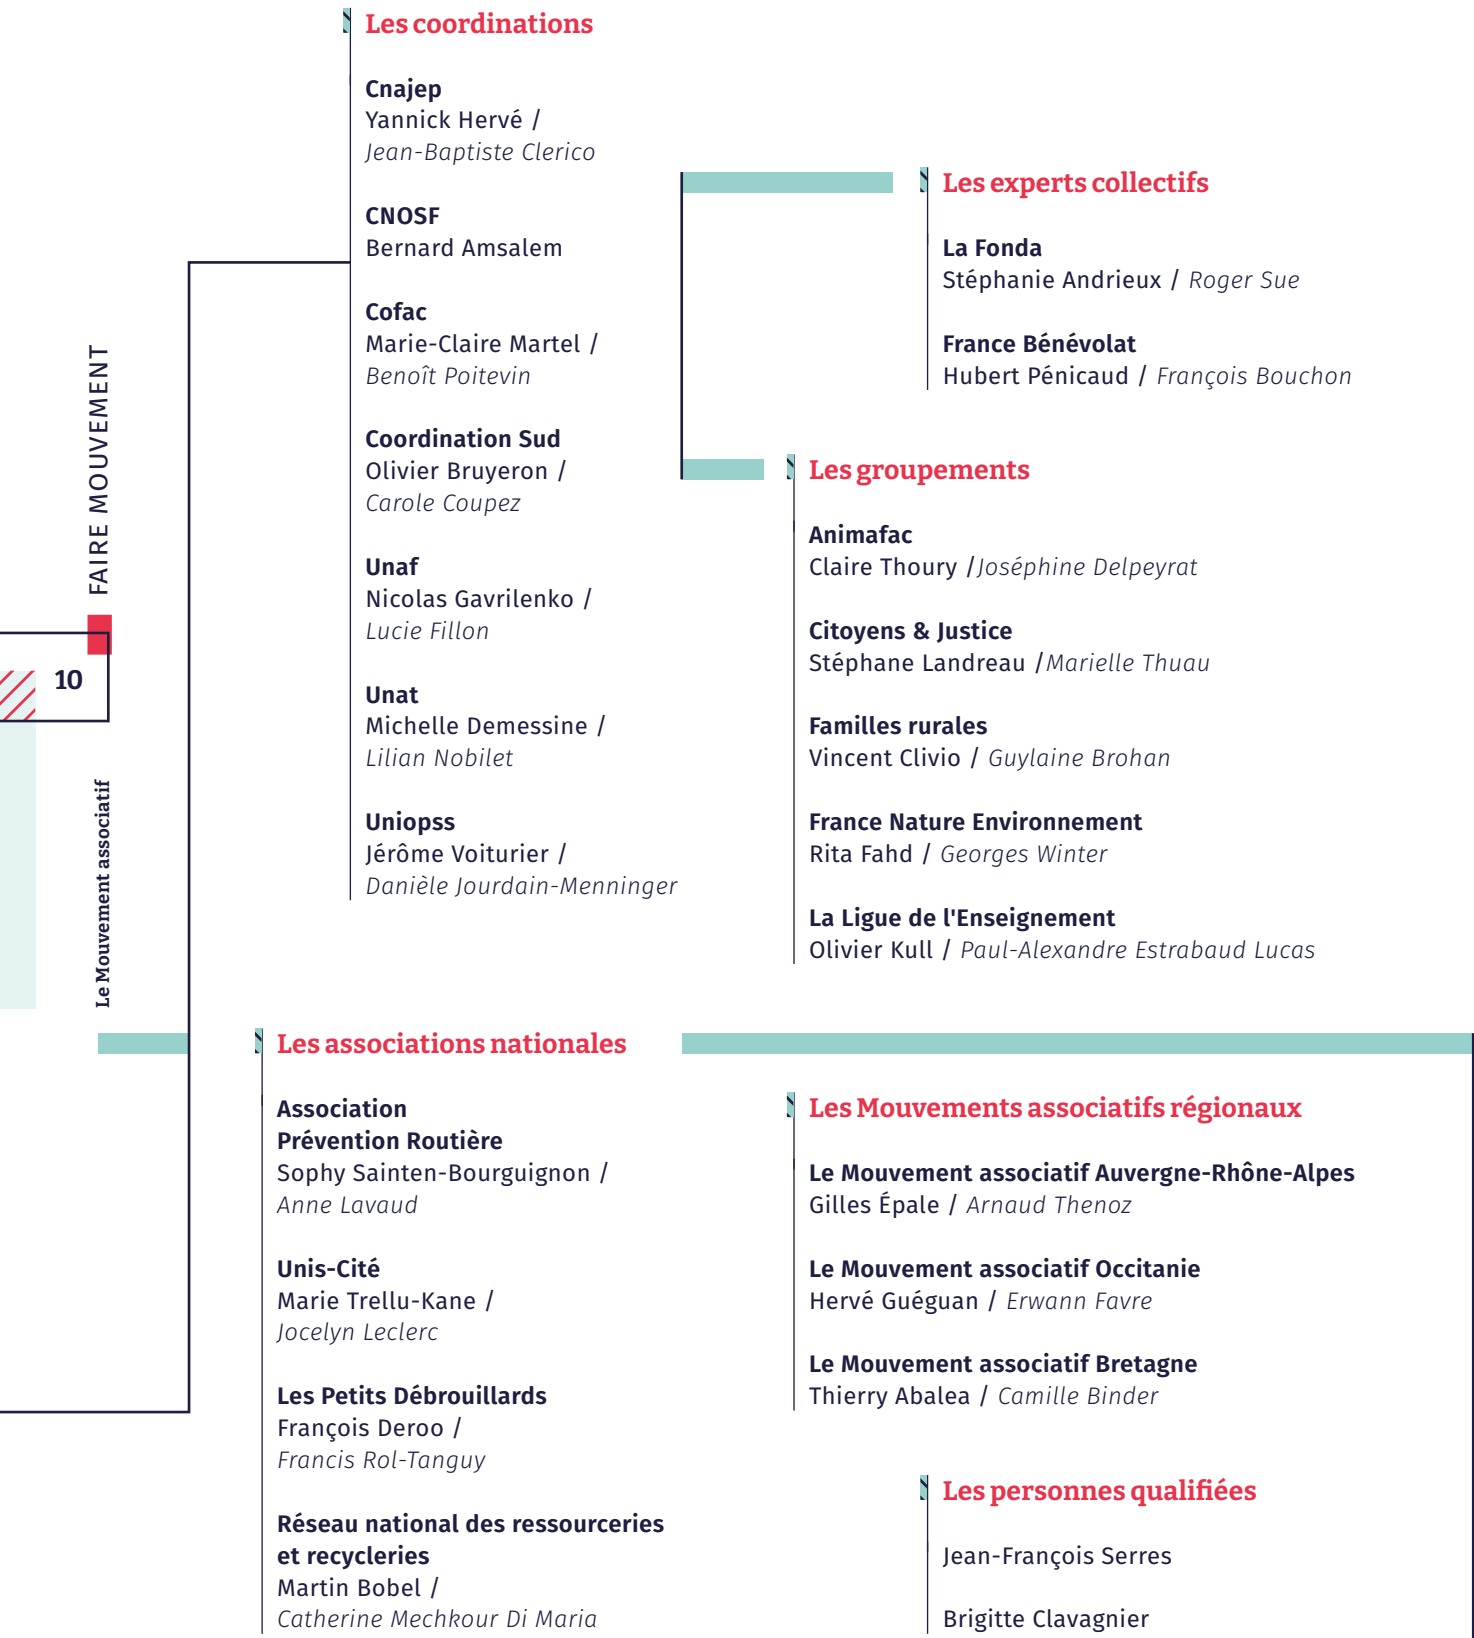 Les coordinations
Cnajep
Yannick Hervé /
Jean-Baptiste Clerico
CNOSF
Bernard Amsalem
Cofac
Marie-Claire Martel /
Benoît Poitevin
Coordination Sud
Olivier Bruyeron /
Carole Coupez
Unaf
Nicolas Gavrilenko /
Lucie Fillon
Unat
Michelle Demessine /
Lilian Nobilet
Uniopss
Jérôme Voiturier /
Danièle Jourdain-Menninger
Les experts collectifs
La Fonda
Stéphanie Andrieux / Roger Sue
France Bénévolat
Hubert Pénicaud / François Bouchon
Les groupements
Animafac
Claire Thoury /Joséphine Delpeyrat
Citoyens & Justice
Stéphane Landreau /Marielle Thuau
Familles rurales
Vincent Clivio / Guylaine Brohan
France Nature Environnement
Rita Fahd / Georges Winter
La Ligue de l'Enseignement
Olivier Kull / Paul-Alexandre Estrabaud Lucas
FAIRE MOUVEMENT
10
Le Mouvement associatif
Les associations nationales
Association
Prévention Routière
Sophy Sainten-Bourguignon /
Anne Lavaud
Unis-Cité
Marie Trellu-Kane /
Jocelyn Leclerc
Les Petits Débrouillards
François Deroo /
Francis Rol-Tanguy
Réseau national des ressourceries
et recycleries
Martin Bobel /
Catherine Mechkour Di Maria
Les Mouvements associatifs régionaux
Le Mouvement associatif Auvergne-Rhône-Alpes
Gilles Épale / Arnaud Thenoz
Le Mouvement associatif Occitanie
Hervé Guéguan / Erwann Favre
Le Mouvement associatif Bretagne
Thierry Abalea / Camille Binder
Les personnes qualifiées
Jean-François Serres
Brigitte Clavagnier